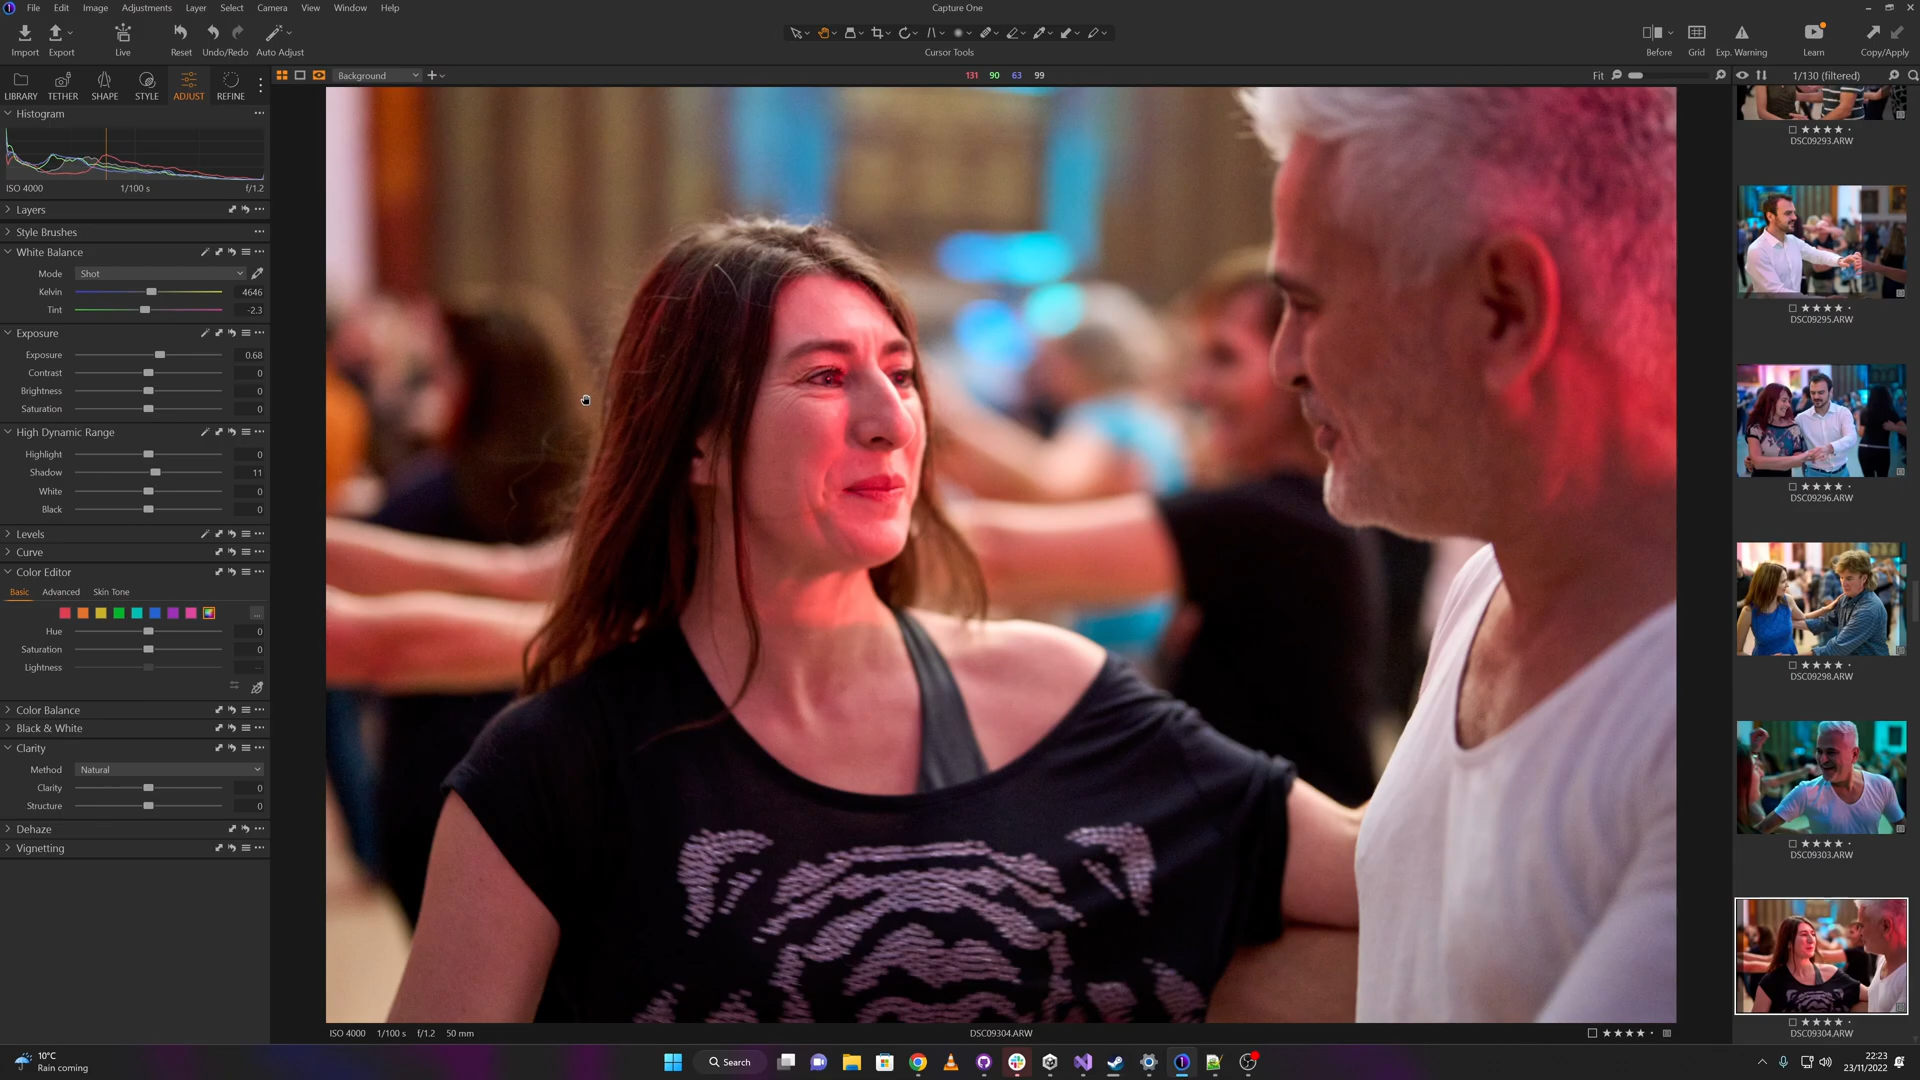 File Edit Image Adjustments Layer Select Camera View Window Help
Capture One
Import Export Live Reset Undo/Redo Auto Adjust
Cursor Tools
Before Grid Exp. Warning Learn Copy/Apply
Background
131 90 63 99
Fit
1/130 (filtered)
LIBRARY TETHER SHAPE STYLE ADJUST REFINE
Histogram
ISO 4000 1/100 s f/1.2
Layers
Style Brushes
White Balance
Mode Shot
Kelvin 4646
Tint -2.3
Exposure
Exposure 0.68
Contrast 0
Brightness 0
Saturation 0
High Dynamic Range
Highlight 0
Shadow 11
White 0
Black 0
Levels
Curve
Color Editor
Basic Advanced Skin Tone
Hue 0
Saturation 0
Lightness --
Color Balance
Black & White
Clarity
Method Natural
Clarity 0
Structure 0
Dehaze
Vignetting
DSC09293.ARW
DSC09295.ARW
DSC09296.ARW
DSC09298.ARW
DSC09303.ARW
DSC09304.ARW
ISO 4000 1/100 s f/1.2 50 mm
DSC09304.ARW
10°C
Rain coming
Search
22:23
23/11/2022